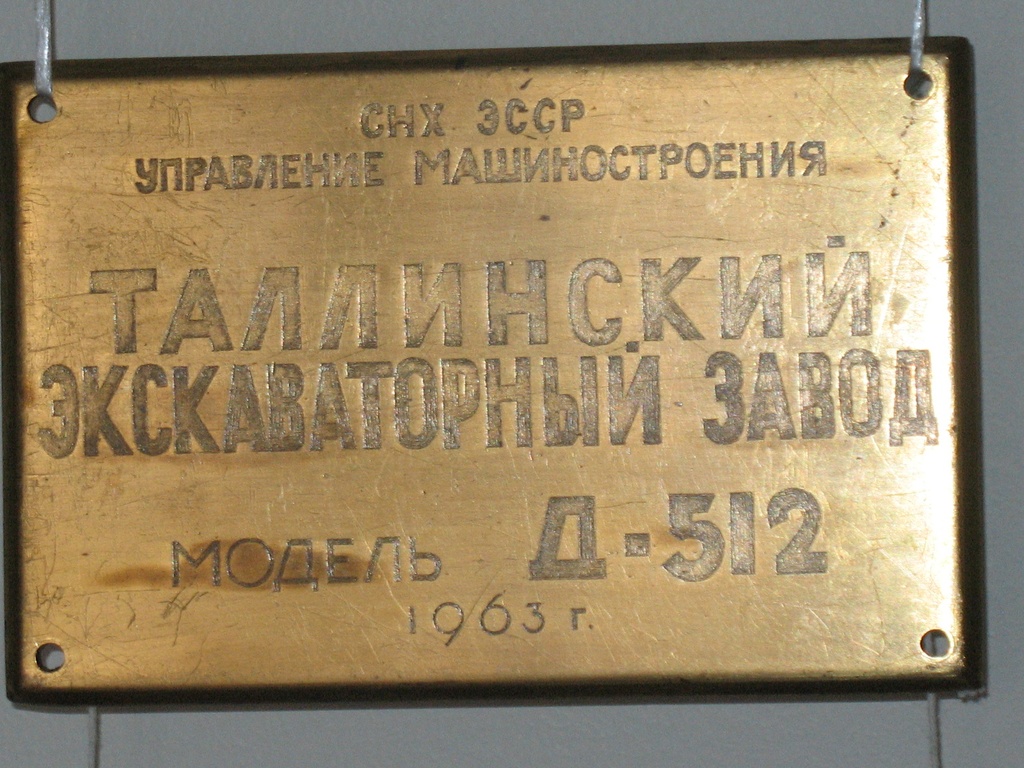 СНХ ЭССР
УПРАВЛЕНИЕ МАШИНОСТРОЕНИЯ
ТАЛЛИНСКИЙ
ЭКСКАВАТОРНЫЙ ЗАВОД
МОДЕЛЬ Д-512
1963 г.